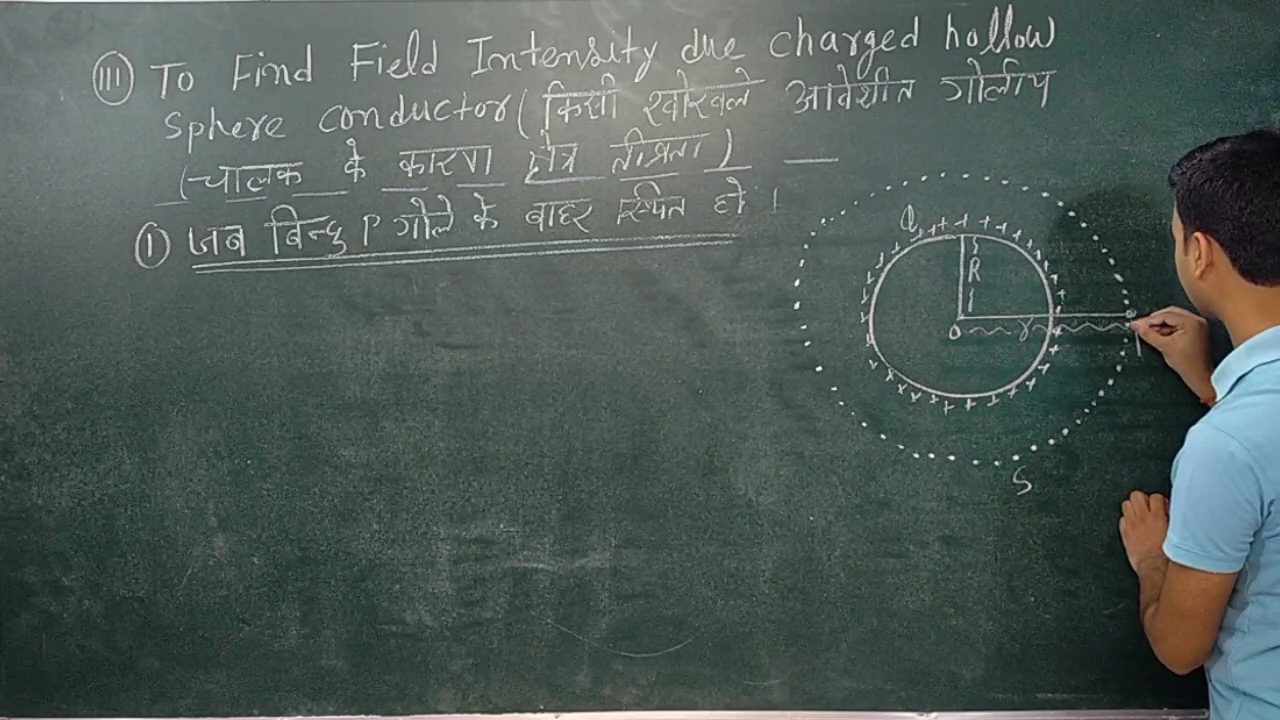 III To Find Field Intensity due charged hollow
Sphere conductor (किसी खोखले आवेशीत गोलीय
चालक के कारण क्षेत्र तीव्रता)
I जब बिन्दु P गोले के बाहर स्थित हो ।
Q
+ + + + + + + + + + + + + + + + + + + + + + + + + + + + + + + +
R
O r
S